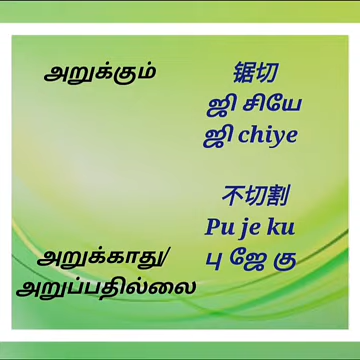 அறுக்கும்
锯切
ஜி சியே
ஜி chiye
不切割
Pu je ku
அறுக்காது/
பு ஜே கு
அறுப்பதில்லை